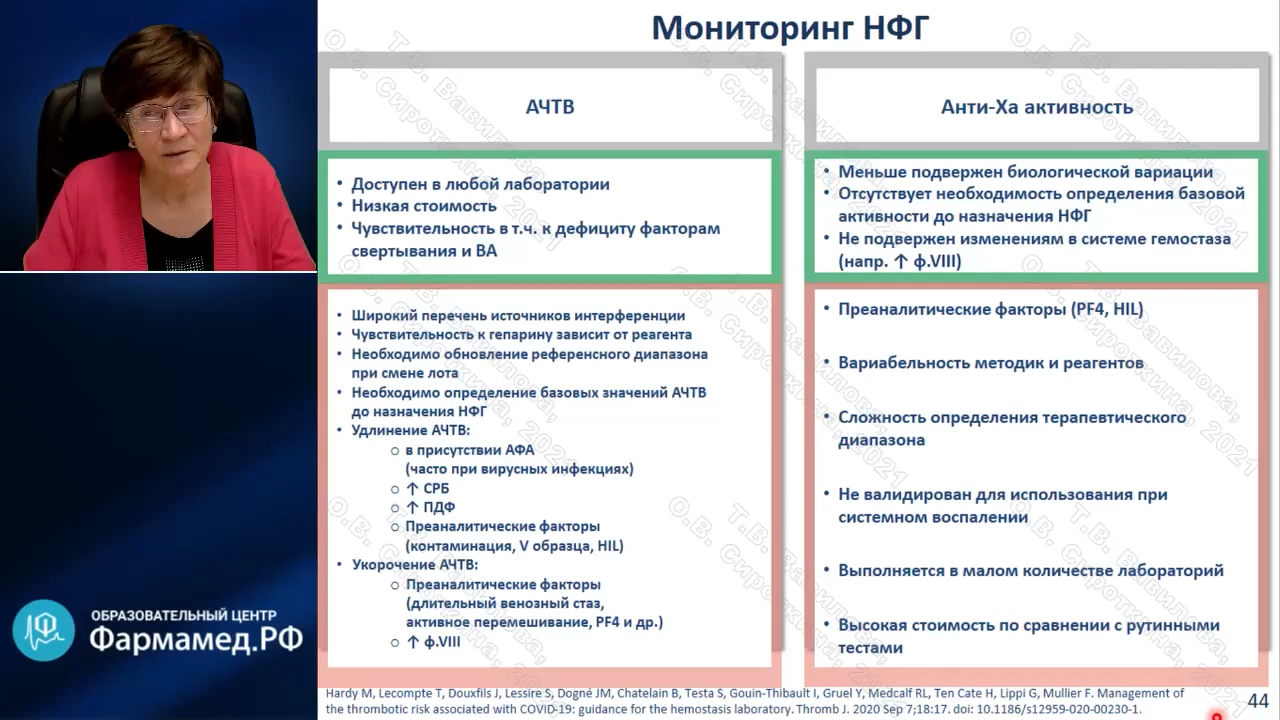 Мониторинг НФГ
АЧТВ
Доступен в любой лаборатории
Низкая стоимость
Чувствительность в т.ч. к дефициту факторам
свертывания и ВА
Широкий перечень источников интерференции
Чувствительность к гепарину зависит от реагента
Необходимо обновление референсного диапазона
при смене лота
Необходимо определение базовых значений АЧТВ
до назначения НФГ
Удлинение АЧТВ:
в присутствии АФА
(часто при вирусных инфекциях)
↑ СРБ
↑ ПДФ
Преаналитические факторы
(контаминация, V образца, HIL)
Укорочение АЧТВ:
Преаналитические факторы
(длительный венозный стаз,
активное перемешивание, PF4 и др.)
↑ ф.VIII
Анти-Ха активность
Меньше подвержен биологической вариации
Отсутствует необходимость определения базовой
активности до назначения НФГ
Не подвержен изменениям в системе гемостаза
(напр. ↑ ф.VIII)
Преаналитические факторы (PF4, HIL)
Вариабельность методик и реагентов
Сложность определения терапевтического
диапазона
Не валидирован для использования при
системном воспалении
Выполняется в малом количестве лабораторий
Высокая стоимость по сравнении с рутинными
тестами
Hardy M, Lecompte T, Douxfils J, Lessire S, Dogné JM, Chatelain B, Testa S, Gouin-Thibault I, Gruel Y, Medcalf RL, Ten Cate H, Lippi G, Mullier F. Management of
the thrombotic risk associated with COVID-19: guidance for the hemostasis laboratory. Thromb J. 2020 Sep 7;18:17. doi: 10.1186/s12959-020-00230-1.
44
ОБРАЗОВАТЕЛЬНЫЙ ЦЕНТР
Фармамед.РФ
Т.В. Вавилова,
О.В. Сироткина, 2021